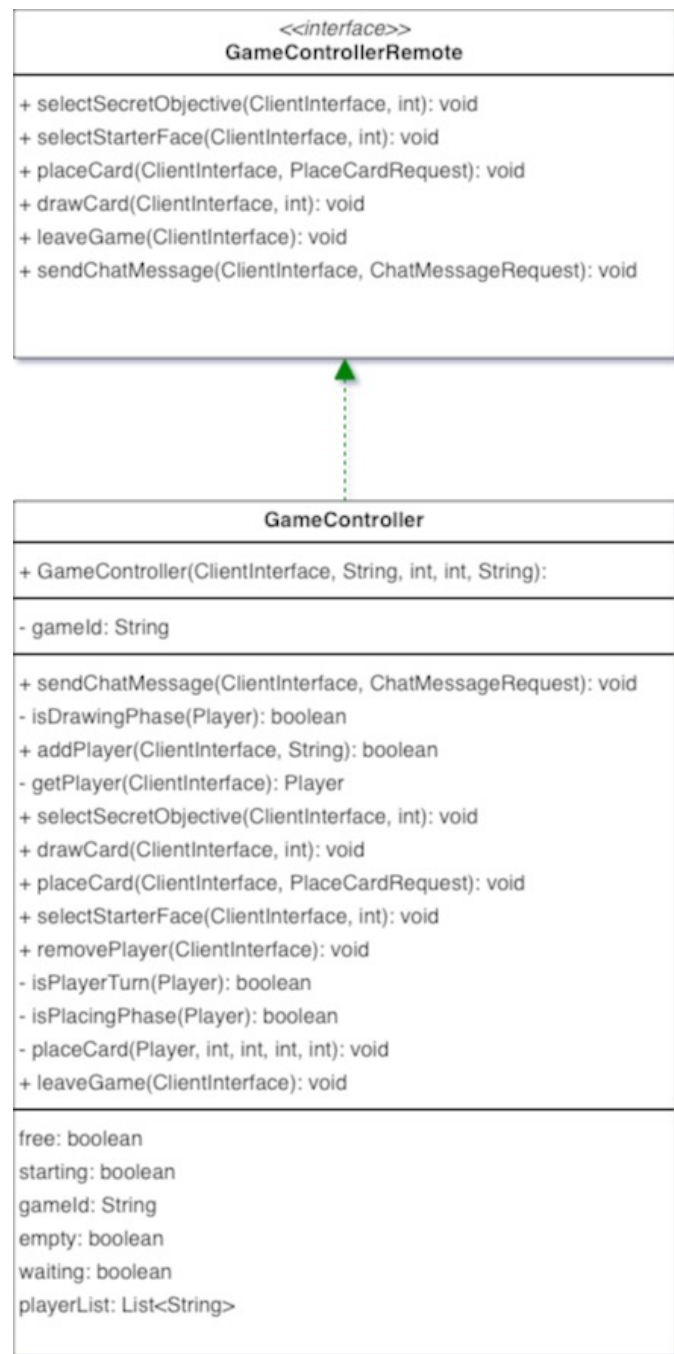 <<interface>>
GameControllerRemote
+ selectSecretObjective(ClientInterface, int): void
+ selectStarterFace(ClientInterface, int): void
+ placeCard(ClientInterface, PlaceCardRequest): void
+ drawCard(ClientInterface, int): void
+ leaveGame(ClientInterface): void
+ sendChatMessage(ClientInterface, ChatMessageRequest): void
GameController
+ GameController(ClientInterface, String, int, int, String):
- gameId: String
+ sendChatMessage(ClientInterface, ChatMessageRequest): void
- isDrawingPhase(Player): boolean
+ addPlayer(ClientInterface, String): boolean
- getPlayer(ClientInterface): Player
+ selectSecretObjective(ClientInterface, int): void
+ drawCard(ClientInterface, int): void
+ placeCard(ClientInterface, PlaceCardRequest): void
+ selectStarterFace(ClientInterface, int): void
+ removePlayer(ClientInterface): void
- isPlayerTurn(Player): boolean
- isPlacingPhase(Player): boolean
- placeCard(Player, int, int, int, int): void
+ leaveGame(ClientInterface): void
free: boolean
starting: boolean
gameId: String
empty: boolean
waiting: boolean
playerList: List<String>